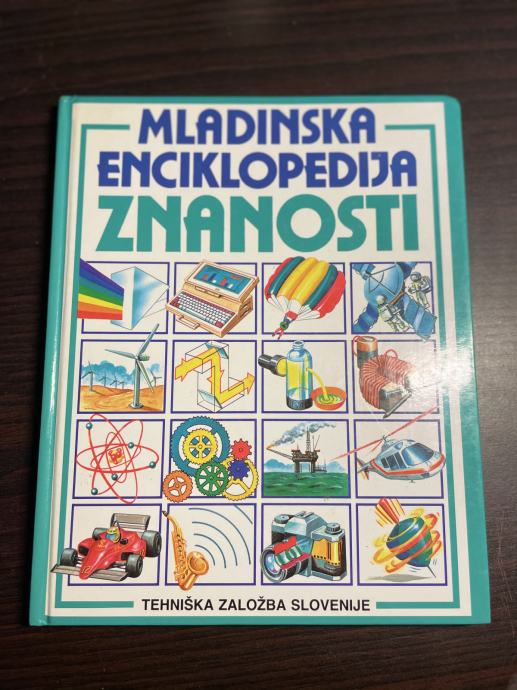 MLADINSKA
ENCIKLOPEDIJA
ZNANOSTI
TEHNIŠKA ZALOŽBA SLOVENIJE